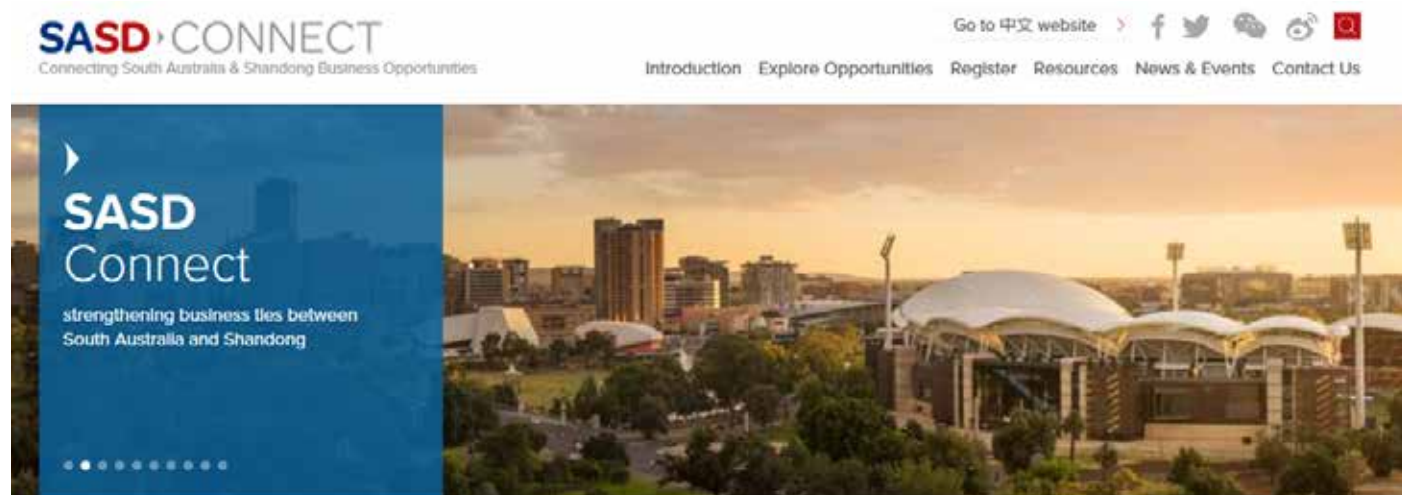 SASD CONNECT
Connecting South Australia & Shandong Business Opportunities
Go to 中文 website >
Introduction Explore Opportunities Register Resources News & Events Contact Us
SASD
Connect
strengthening business ties between
South Australia and Shandong